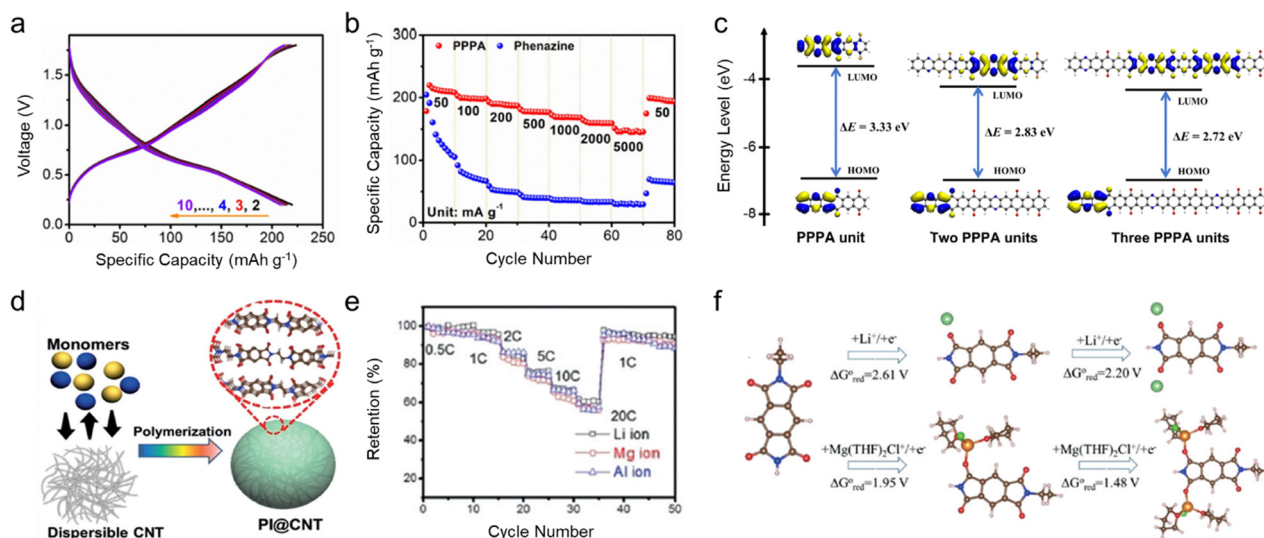 a
Voltage (V)
2.0
1.5
1.0
0.5
0.0
10,..., 4, 3, 2
0 50 100 150 200 250
Specific Capacity (mAh g-1)
b
Specific Capacity (mAh g-1)
300
200
100
0
PPPA Phenazine
50
100
200
500
1000
2000
5000
50
Unit: mA g-1
0 20 40 60 80
Cycle Number
c
Energy Level (eV)
-4
-6
-8
LUMO
LUMO
LUMO
ΔE = 3.33 eV
ΔE = 2.83 eV
ΔE = 2.72 eV
HOMO
HOMO
HOMO
PPPA unit
Two PPPA units
Three PPPA units
d
Monomers
Polymerization
Dispersible CNT
PI@CNT
e
Retention (%)
100
80
60
40
20
0
0.5C
1C
2C
5C
10C
20C
1C
Li ion
Mg ion
Al ion
0 10 20 30 40 50
Cycle Number
f
+Li+/+e-
ΔG°red=2.61 V
+Li+/+e-
ΔG°red=2.20 V
+Mg(THF)2Cl+/+e-
ΔG°red=1.95 V
+Mg(THF)2Cl+/+e-
ΔG°red=1.48 V